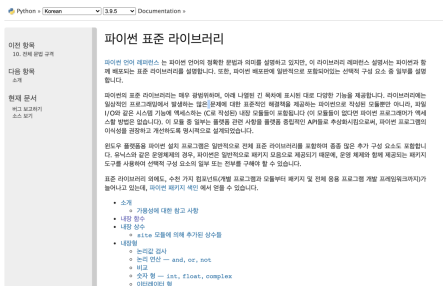 Python » Korean 3.9.5 Documentation »
이전 항목
10. 전체 문법 규격
다음 항목
소개
현재 문서
버그 보고하기
소스 보기
파이썬 표준 라이브러리
파이썬 언어 레퍼런스 는 파이썬 언어의 정확한 문법과 의미를 설명하고 있지만, 이 라이브러리 레퍼런스 설명서는 파이썬과 함
께 배포되는 표준 라이브러리를 설명합니다. 또한, 파이썬 배포판에 일반적으로 포함되어있는 선택적 구성 요소 중 일부를 설명
합니다.
파이썬의 표준 라이브러리는 매우 광범위하며, 아래 나열된 긴 목차에 표시된 대로 다양한 기능을 제공합니다. 라이브러리에는
일상적인 프로그래밍에서 발생하는 많은 문제에 대한 표준적인 해결책을 제공하는 파이썬으로 작성된 모듈뿐만 아니라, 파일
I/O와 같은 시스템 기능에 액세스하는 (C로 작성된) 내장 모듈들이 포함됩니다 (이 모듈들이 없다면 파이썬 프로그래머가 액세
스할 방법은 없습니다). 이 모듈 중 일부는 플랫폼 관련 사항을 플랫폼 중립적인 API들로 추상화시킴으로써, 파이썬 프로그램의
이식성을 권장하고 개선하도록 명시적으로 설계되었습니다.
윈도우 플랫폼용 파이썬 설치 프로그램은 일반적으로 전체 표준 라이브러리를 포함하며 종종 많은 추가 구성 요소도 포함합니
다. 유닉스와 같은 운영체제의 경우, 파이썬은 일반적으로 패키지 모음으로 제공되기 때문에, 운영 체제와 함께 제공되는 패키지
도구를 사용하여 선택적 구성 요소의 일부 또는 전부를 구해야 할 수 있습니다.
표준 라이브러리 외에도, 수천 가지 컴포넌트(개별 프로그램과 모듈부터 패키지 및 전체 응용 프로그램 개발 프레임워크까지)가
늘어나고 있는데, 파이썬 패키지 색인 에서 얻을 수 있습니다.
• 소개
◦ 가용성에 대한 참고 사항
• 내장 함수
• 내장 상수
◦ site 모듈에 의해 추가된 상수들
• 내장형
◦ 논리값 검사
◦ 논리 연산 — and, or, not
◦ 비교
◦ 숫자 형 — int, float, complex
◦ 이터레이터 형